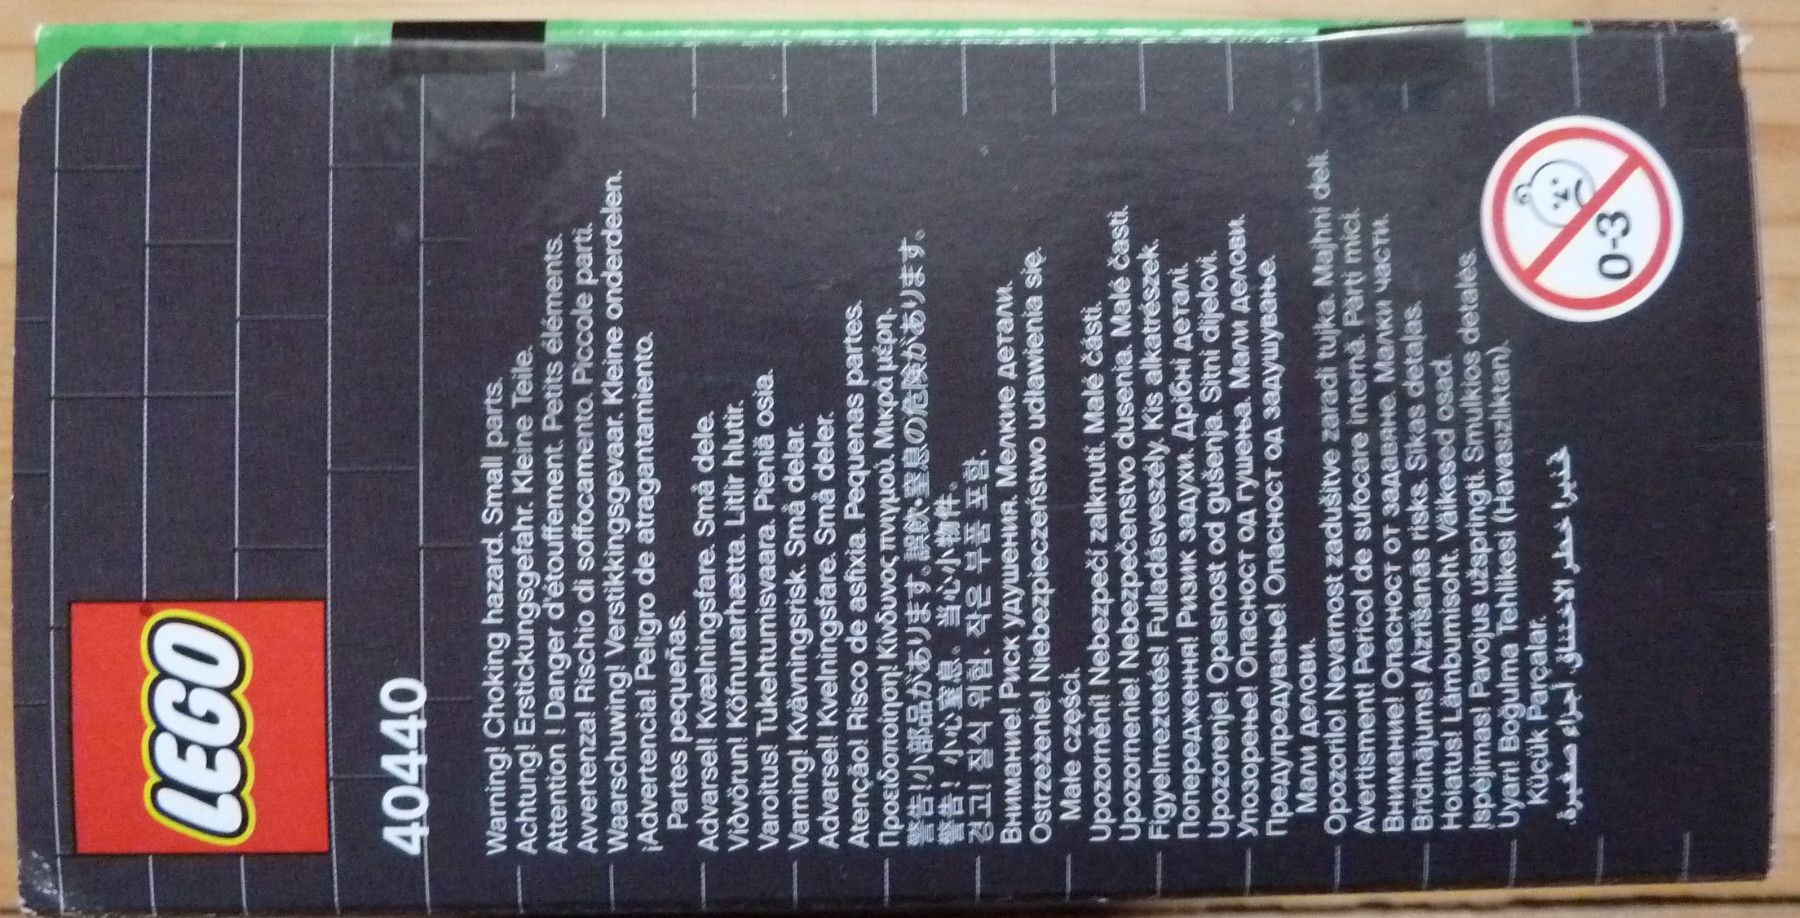 LEGO
40440
Warning! Choking hazard. Small parts.
Achtung! Erstickungsgefahr. Kleine Teile.
Attention ! Danger d'étouffement. Petits éléments.
Avvertenza! Rischio di soffocamento. Piccole parti.
Waarschuwing! Verstikkingsgevaar. Kleine onderdelen.
¡Advertencia! Peligro de atragantamiento.
Partes pequeñas.
Advarsel! Kvælningsfare. Små dele.
Viðvörun! Köfnunarhætta. Litlir hlutir.
Varoitus! Tukehtumisvaara. Pieniä osia.
Varning! Kvävningsrisk. Små delar.
Advarsel! Kvelningsfare. Små deler.
Atenção! Risco de asfixia. Pequenas partes.
Προειδοποίηση! Κίνδυνος πνιγμού. Μικρά μέρη.
警告!小部品があります。誤飲・窒息の危険があります。
警告！小心窒息。当心小物件。
경고! 질식 위험. 작은 부품 포함.
Внимание! Риск удушения. Мелкие детали.
Ostrzeżenie! Niebezpieczeństwo udławienia się.
Małe części.
Upozornění! Nebezpečí zalknutí. Malé části.
Upozornenie! Nebezpečenstvo dusenia. Malé časti.
Figyelmeztetés! Fulladásveszély. Kis alkatrészek.
Попередження! Ризик задухи. Дрібні деталі.
Upozorenje! Opasnost od gušenja. Sitni dijelovi.
Упозорење! Опасност од гушења. Мали делови.
Предупредување! Опасност од задушување.
Мали делови.
Opozorilo! Nevarnost zadušitve zaradi tujka. Majhni deli.
Avertisment! Pericol de sufocare internă. Părți mici.
Внимание! Опасност от задавяне. Малки части.
Brīdinājums! Aizrīšanās risks. Sīkas detaļas.
Hoiatus! Lämbumisoht. Väikesed osad.
Įspėjimas! Pavojus užspringti. Smulkios detalės.
Uyarı! Boğulma Tehlikesi (Havasızlıktan).
Küçük Parçalar.
تحذير! خطر الاختناق. أجزاء صغيرة.
0-3